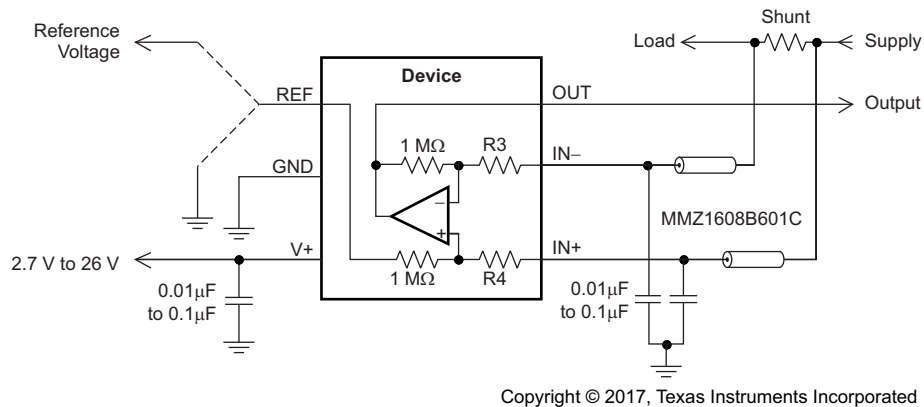 Shunt
Reference
Voltage
Load
Supply
Device
REF
OUT
Output
1 MΩ
R3
IN−
GND
−
MMZ1608B601C
+
V+
IN+
2.7 V to 26 V
1 MΩ
R4
0.01µF
to 0.1µF
0.01µF
to 0.1µF
Copyright © 2017, Texas Instruments Incorporated